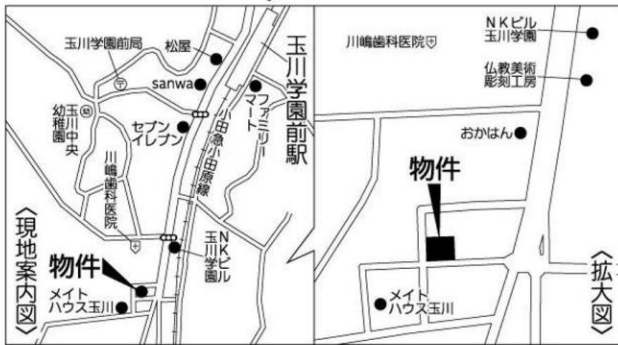 玉川学園前局
松屋
sanwa
玉川中央
幼稚園
セブン
イレブン
ファミリー
マート
玉川学園前駅
小田急小田原線
川嶋歯科医院
NKビル
玉川学園
物件
メイト
ハウス玉川
〈現地案内図〉
川嶋歯科医院
NKビル
玉川学園
仏教美術
彫刻工房
おかはん
物件
メイト
ハウス玉川
〈拡大図〉